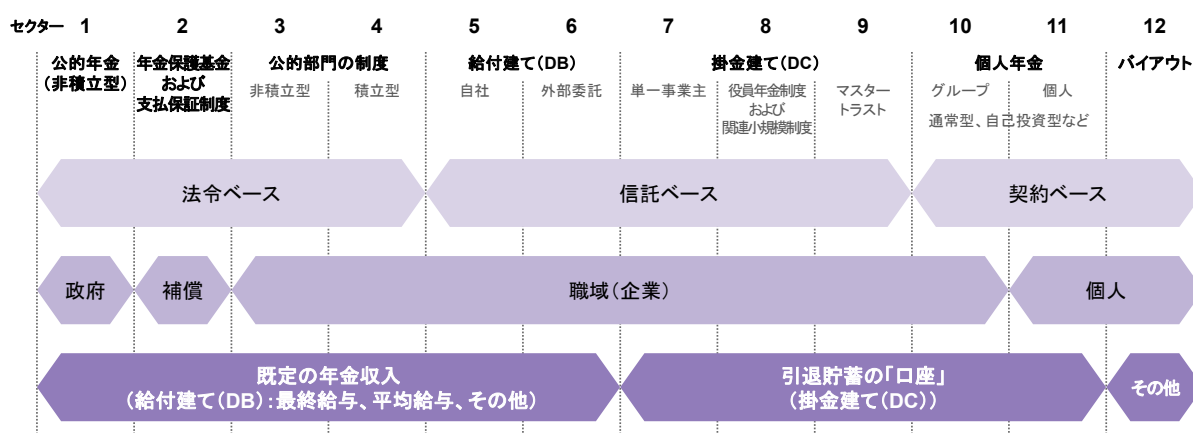 セクター 1 2 3 4 5 6 7 8 9 10 11 12
公的年金
(非積立型)
年金保護基金
および
支払保証制度
公的部門の制度
非積立型 積立型
給付建て(DB)
自社 外部委託
掛金建て(DC)
単一事業主
役員年金制度
および
関連小規模制度
マスター
トラスト
個人年金
グループ 個人
通常型、自己投資型など
バイアウト
法令ベース 信託ベース 契約ベース
政府 補償 職域(企業) 個人
既定の年金収入
(給付建て(DB):最終給与、平均給与、その他)
引退貯蓄の「口座」
(掛金建て(DC))
その他